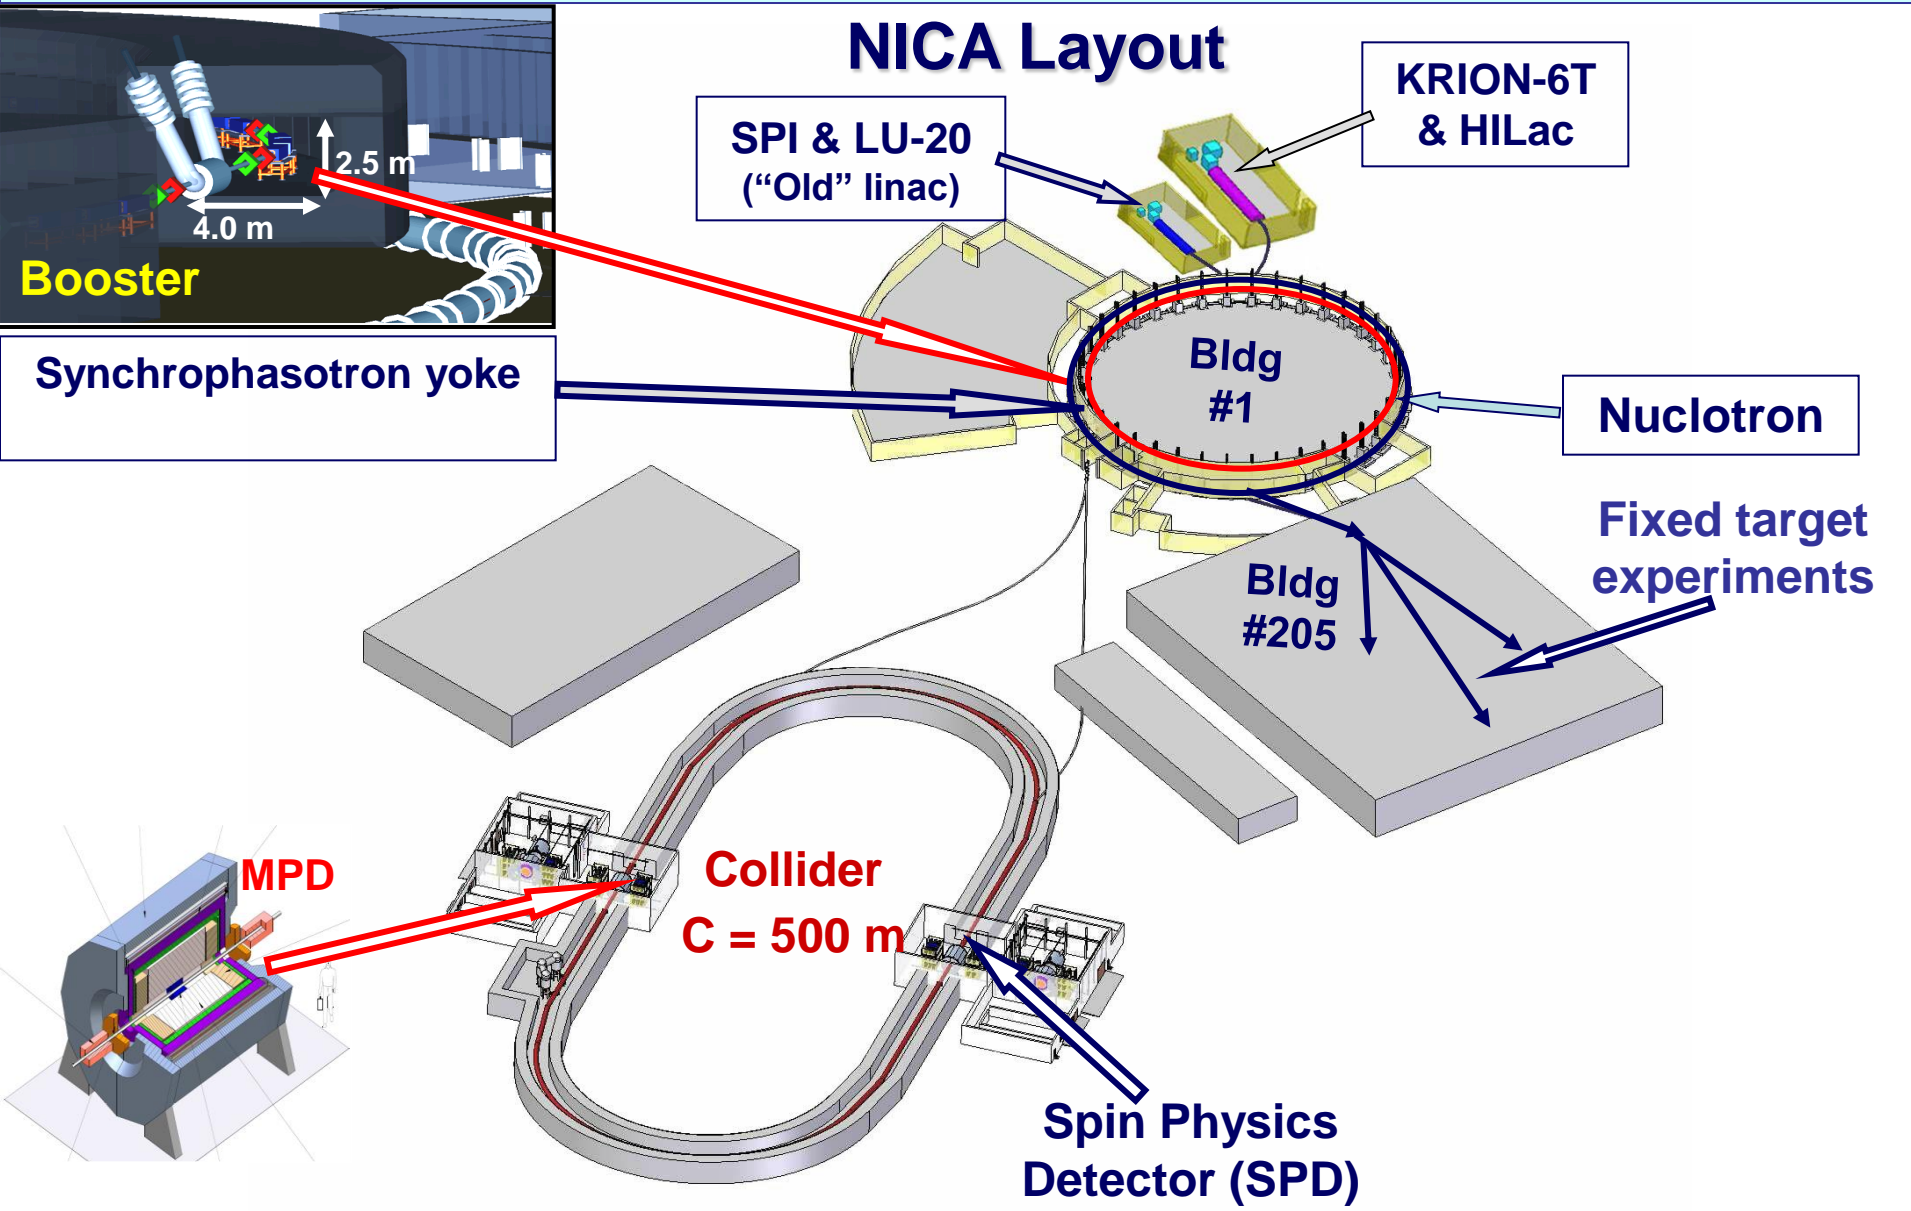 NICA Layout
KRION-6T
& HILac
SPI & LU-20
(“Old” linac)
2.5 m
4.0 m
Booster
Synchrophasotron yoke
Bldg
#1
Nuclotron
Fixed target
experiments
Bldg
#205
MPD
Collider
C = 500 m
Spin Physics
Detector (SPD)